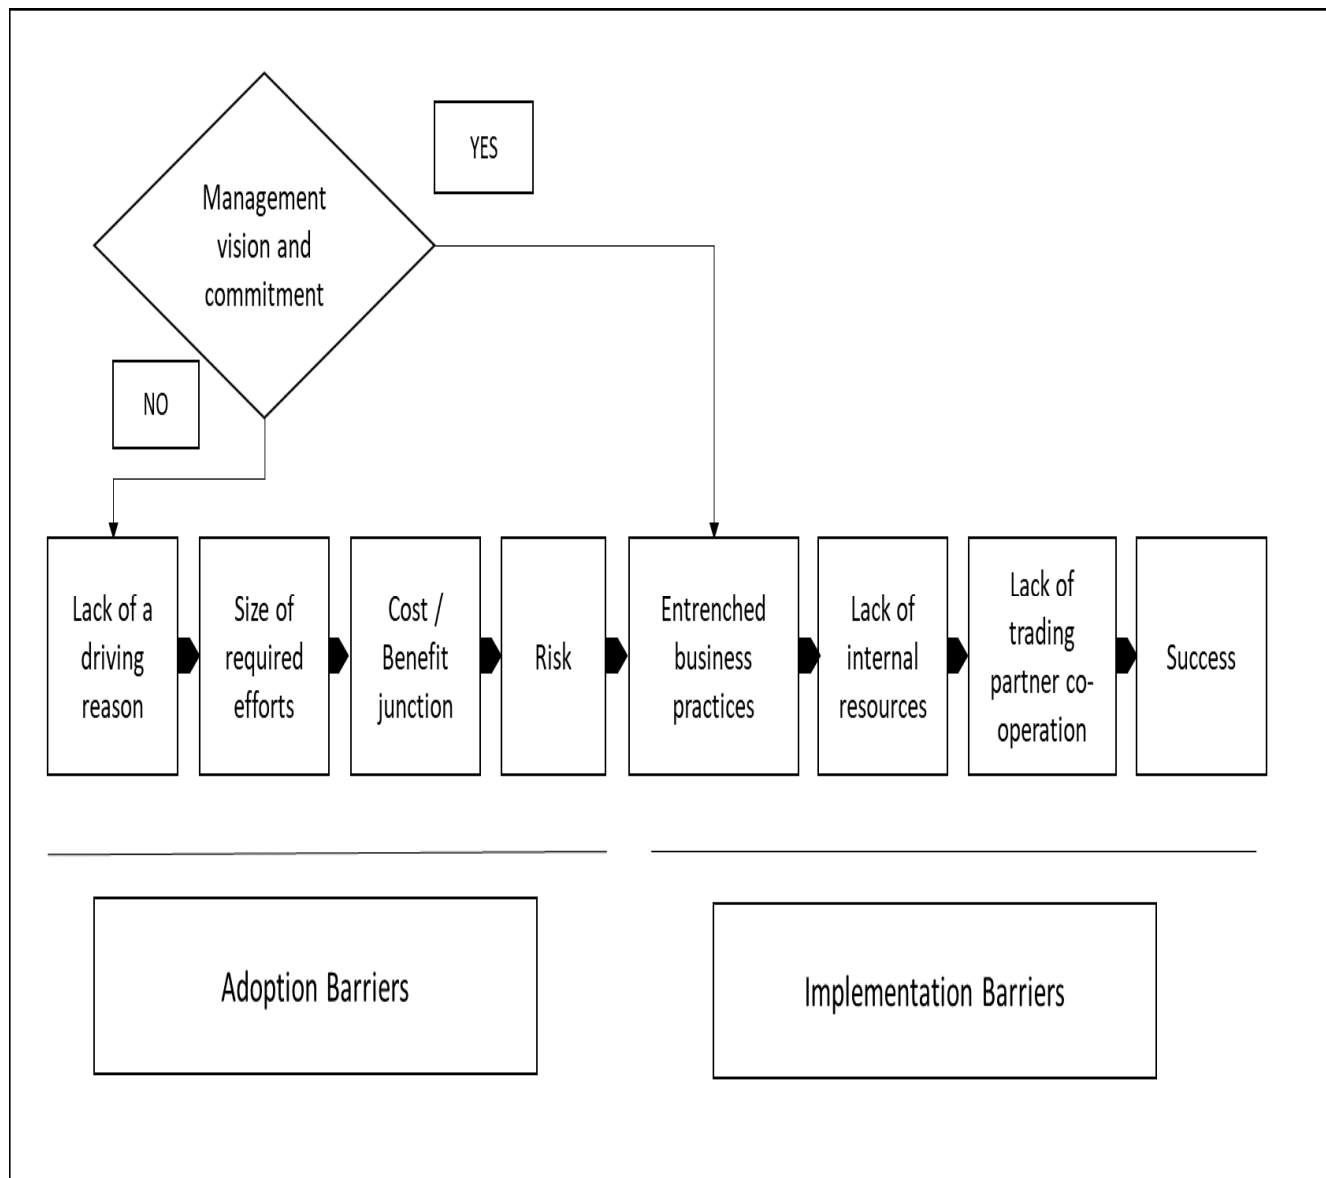 YES
Management
vision and
commitment
NO
Lack of a
driving
reason
Size of
required
efforts
Cost /
Benefit
junction
Risk
Entrenched
business
practices
Lack of
internal
resources
Lack of
trading
partner co-
operation
Success
Adoption Barriers
Implementation Barriers